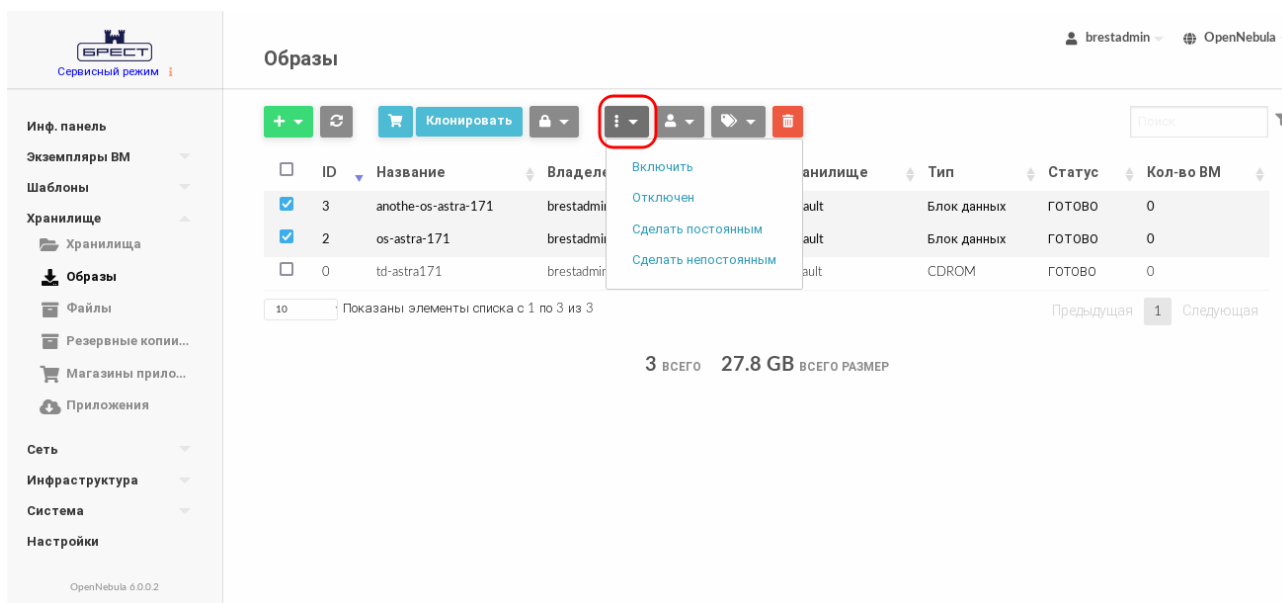 БРЕСТ
Сервисный режим i
Образы
brestadmin
OpenNebula
Инф. панель
Экземпляры ВМ
Шаблоны
Хранилище
Хранилища
Образы
Файлы
Резервные копии...
Магазины прило...
Приложения
Сеть
Инфраструктура
Система
Настройки
OpenNebula 6.0.0.2
Клонировать
Поиск
Включить
Отключен
Сделать постоянным
Сделать непостоянным
ID Название Владеле анилище Тип Статус Кол-во ВМ
3 anothe-os-astra-171 brestadmi ault Блок данных ГОТОВО 0
2 os-astra-171 brestadmi ault Блок данных ГОТОВО 0
0 td-astra171 brestadmin ault CDROM ГОТОВО 0
10 Показаны элементы списка с 1 по 3 из 3
Предыдущая 1 Следующая
3 ВСЕГО 27.8 GB ВСЕГО РАЗМЕР